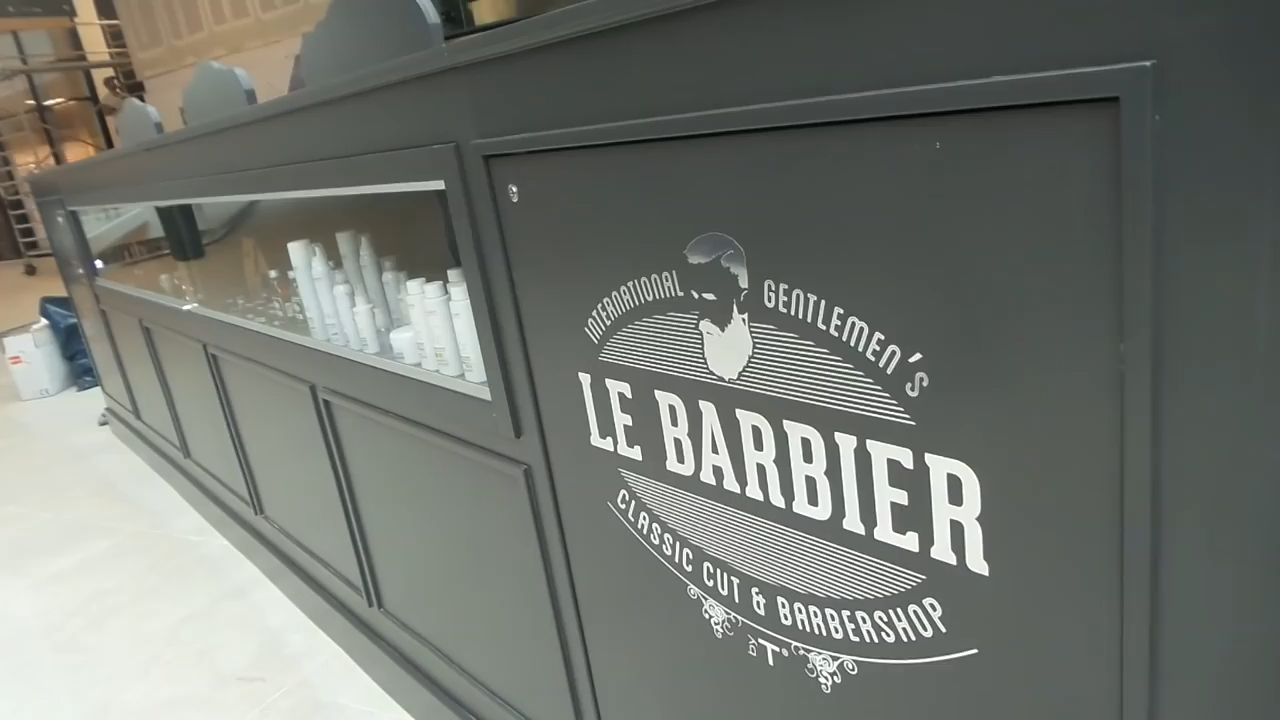 INTERNATIONAL GENTLEMEN'S
LE BARBIER
CLASSIC CUT & BARBERSHOP